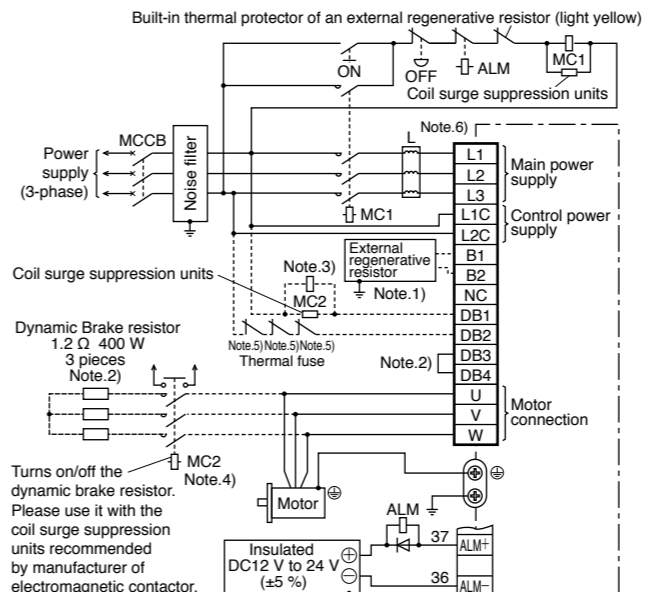 Built-in thermal protector of an external regenerative resistor (light yellow)
ON
OFF
ALM
MC1
Coil surge suppression units
Note.6)
L
MCCB
Power
supply
(3-phase)
Noise filter
MC1
L1
L2
L3
L1C
L2C
B1
B2
NC
DB1
DB2
DB3
DB4
U
V
W
Main power
supply
Control power
supply
External
regenerative
resistor
Note.1)
Coil surge suppression units
Note.3)
MC2
Note.5)
Note.5)
Note.5)
Thermal fuse
Note.2)
Dynamic Brake resistor
1.2 Ω 400 W
3 pieces
Note.2)
Motor
connection
MC2
Note.4)
Turns on/off the
dynamic brake resistor.
Please use it with the
coil surge suppression
units recommended
by manufacturer of
electromagnetic contactor.
Motor
ALM
37
ALM+
36
ALM−
Insulated
DC12 V to 24 V
(±5 %)